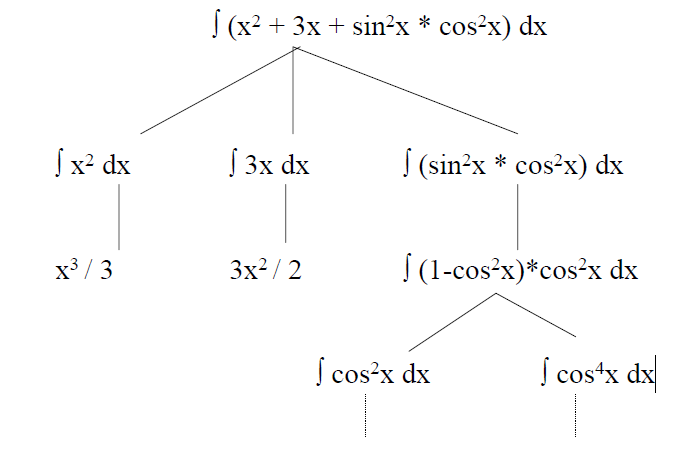 ∫ (x² + 3x + sin²x * cos²x) dx
∫ x² dx
∫ 3x dx
∫ (sin²x * cos²x) dx
x³ / 3
3x² / 2
∫ (1-cos²x)*cos²x dx
∫ cos²x dx
∫ cos⁴x dx